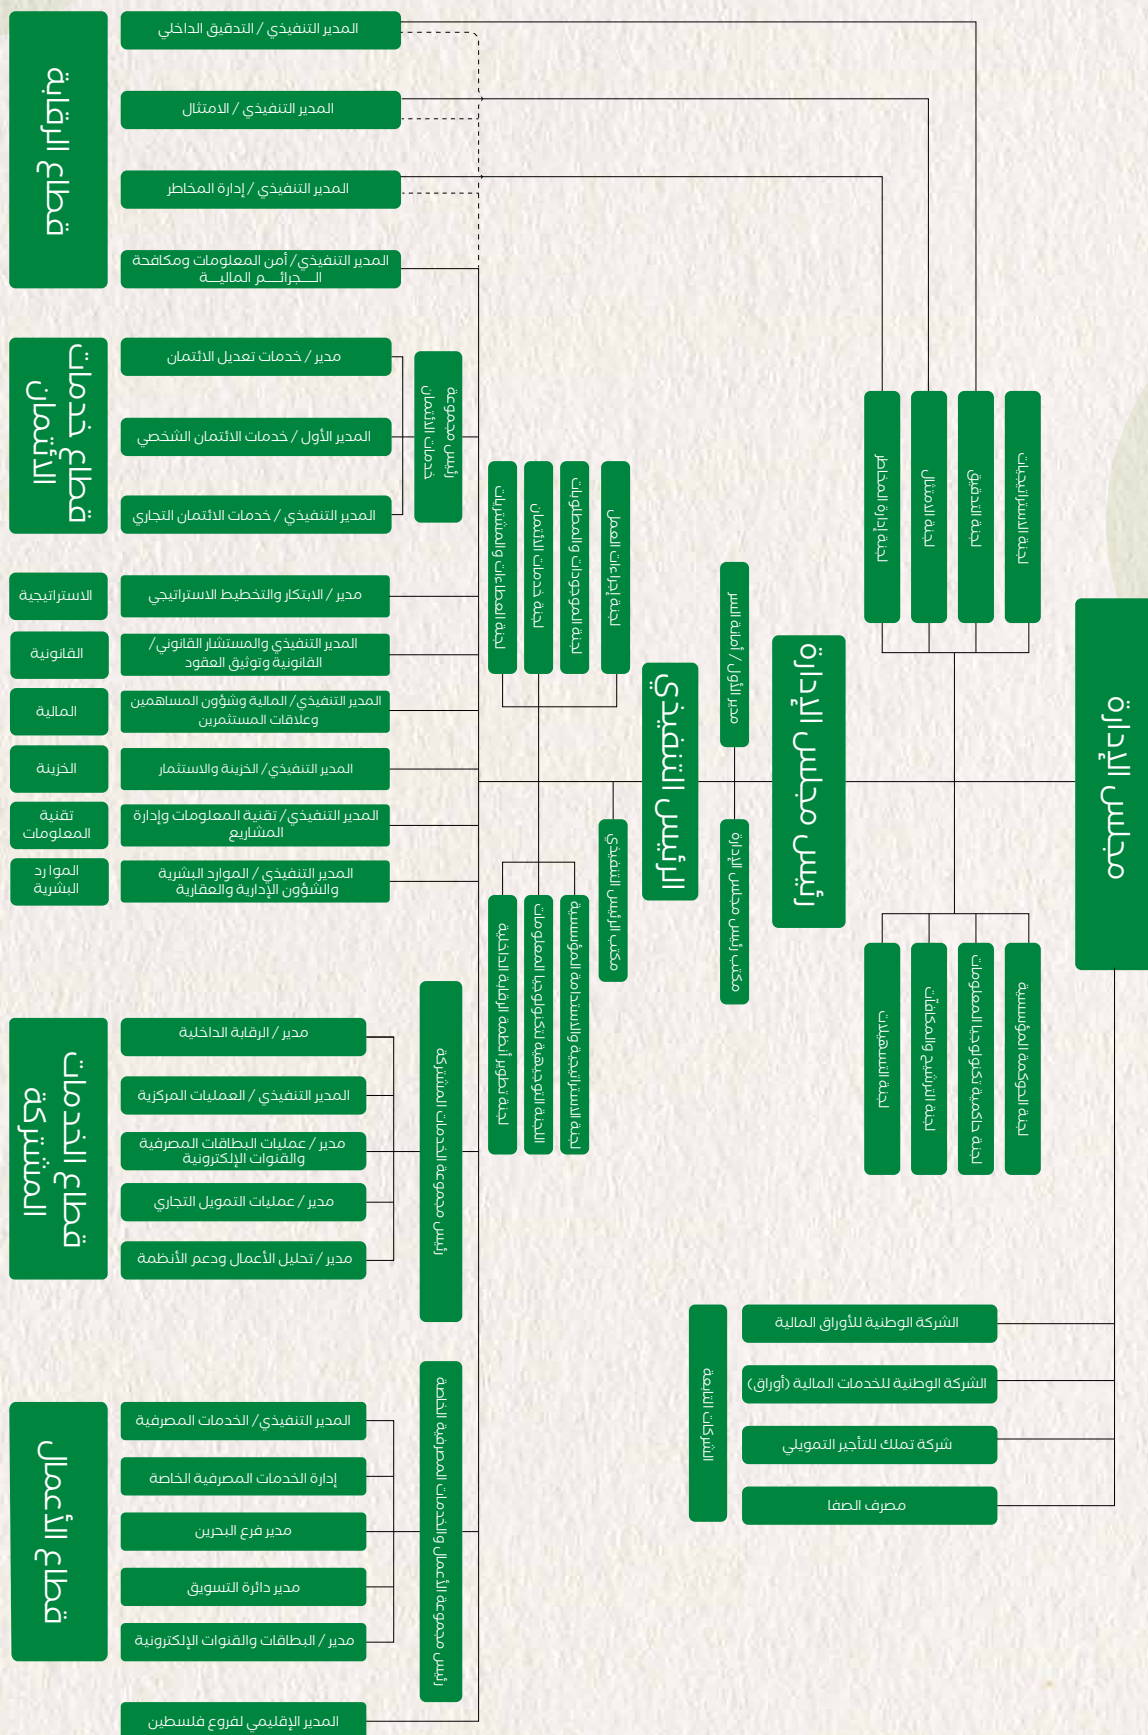 مجلس الإدارة
لجنة الاستراتيجيات
لجنة التدقيق
لجنة الامتثال
لجنة إدارة المخاطر
لجنة الحوكمة المؤسسية
لجنة حاكمية تكنولوجيا المعلومات
لجنة الترشيح والمكافآت
لجنة التسهيلات
رئيس مجلس الإدارة
مدير الأول / أمانة السر
مكتب رئيس مجلس الإدارة
الرئيس التنفيذي
مكتب الرئيس التنفيذي
لجنة إجراءات العمل
لجنة الموجودات والمطلوبات
لجنة خدمات الائتمان
لجنة العطاءات والمشتريات
لجنة الاستراتيجية والاستدامة المؤسسية
اللجنة التوجيهية لتكنولوجيا المعلومات
لجنة تطوير أنظمة الرقابة الداخلية
المدير التنفيذي / التدقيق الداخلي
المدير التنفيذي / الامتثال
المدير التنفيذي / إدارة المخاطر
المدير التنفيذي/ أمن المعلومات ومكافحة
الـــجرائـــم الماليـــة
قطاع الرقابة
رئيس مجموعة
خدمات الائتمان
مدير / خدمات تعديل الائتمان
المدير الأول / خدمات الائتمان الشخصي
المدير التنفيذي / خدمات الائتمان التجاري
قطاع خدمات
الائتمان
مدير / الابتكار والتخطيط الاستراتيجي
الاستراتيجية
المدير التنفيذي والمستشار القانوني/
القانونية وتوثيق العقود
القانونية
المدير التنفيذي/ المالية وشؤون المساهمين
وعلاقات المستثمرين
المالية
المدير التنفيذي/ الخزينة والاستثمار
الخزينة
المدير التنفيذي/ تقنية المعلومات وإدارة
المشاريع
تقنية
المعلومات
المدير التنفيذي / الموارد البشرية
والشؤون الإدارية والعقارية
الموا رد
البشرية
رئيس مجموعة الخدمات المشتركة
مدير / الرقابة الداخلية
المدير التنفيذي / العمليات المركزية
مدير / عمليات البطاقات المصرفية
والقنوات الإلكترونية
مدير / عمليات التمويل التجاري
مدير / تحليل الأعمال ودعم الأنظمة
قطاع الخدمات
المشتركة
رئيس مجموعة الأعمال والخدمات المصرفية الخاصة
المدير التنفيذي/ الخدمات المصرفية
إدارة الخدمات المصرفية الخاصة
مدير فرع البحرين
مدير دائرة التسويق
مدير / البطاقات والقنوات الإلكترونية
قطاع الأعمال
المدير الإقليمي لفروع فلسطين
الشركة الوطنية للأوراق المالية
الشركة الوطنية للخدمات المالية (أوراق)
شركة تملك للتأجير التمويلي
مصرف الصفا
الشركات التابعة